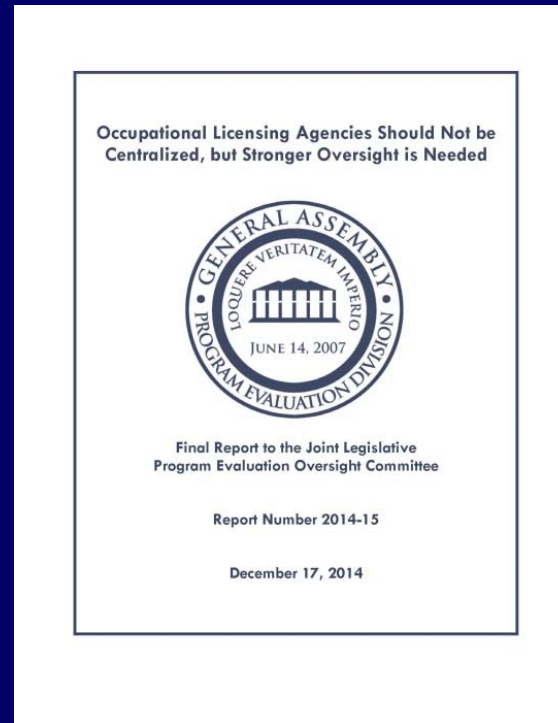 Occupational Licensing Agencies Should Not be
Centralized, but Stronger Oversight is Needed
GENERAL ASSEMBLY
LOQUERE VERITATEM IMPERIO
JUNE 14, 2007
PROGRAM EVALUATION DIVISION
Final Report to the Joint Legislative
Program Evaluation Oversight Committee
Report Number 2014-15
December 17, 2014